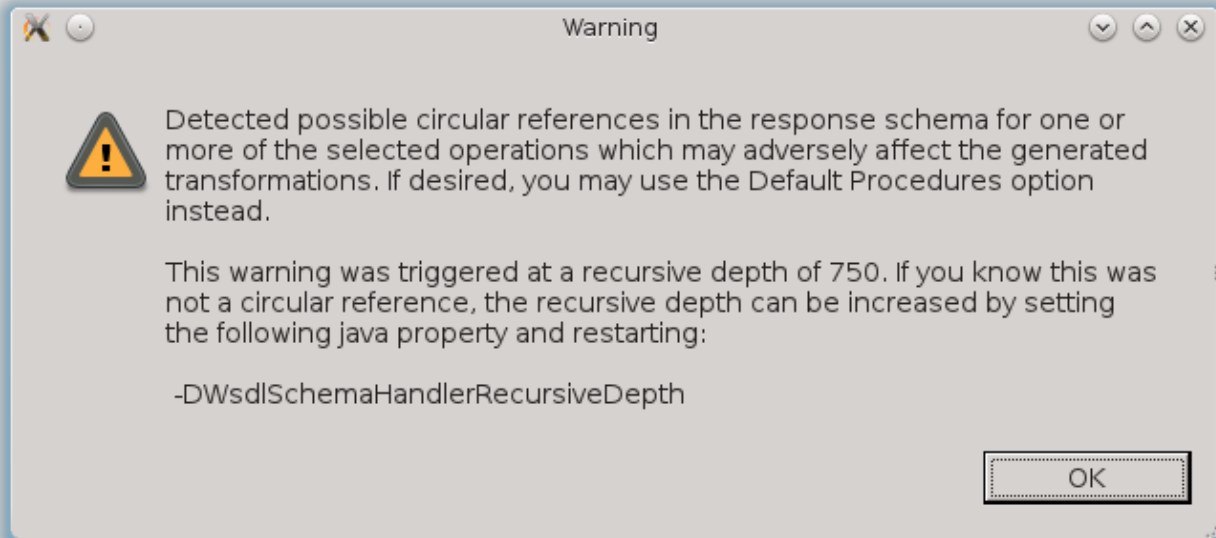 Warning
Detected possible circular references in the response schema for one or
more of the selected operations which may adversely affect the generated
transformations. If desired, you may use the Default Procedures option
instead.
This warning was triggered at a recursive depth of 750. If you know this was
not a circular reference, the recursive depth can be increased by setting
the following java property and restarting:
-DWsdlSchemaHandlerRecursiveDepth
OK